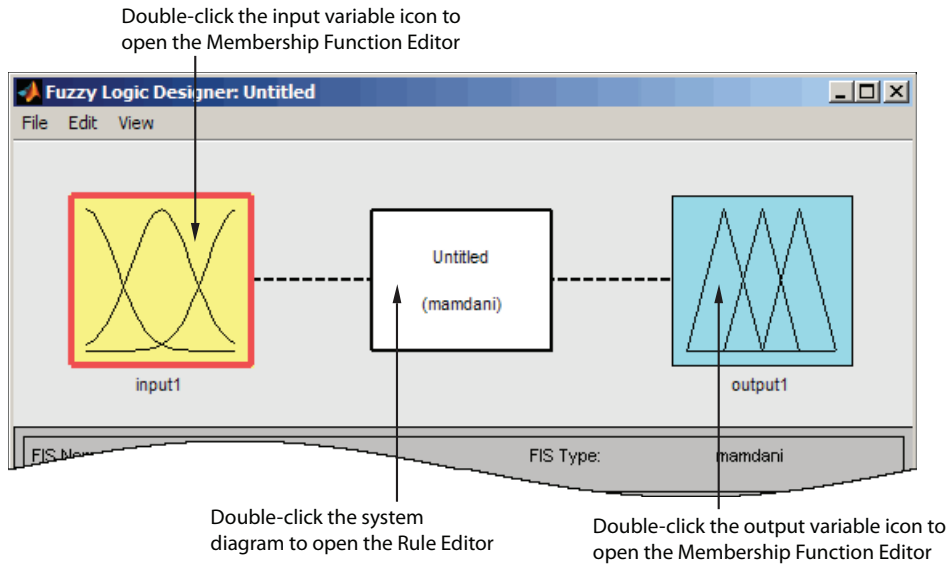 Double-click the input variable icon to
open the Membership Function Editor
Fuzzy Logic Designer: Untitled
File Edit View
Untitled
(mamdani)
input1
output1
FIS
FIS Type: mamdani
Double-click the system
diagram to open the Rule Editor
Double-click the output variable icon to
open the Membership Function Editor